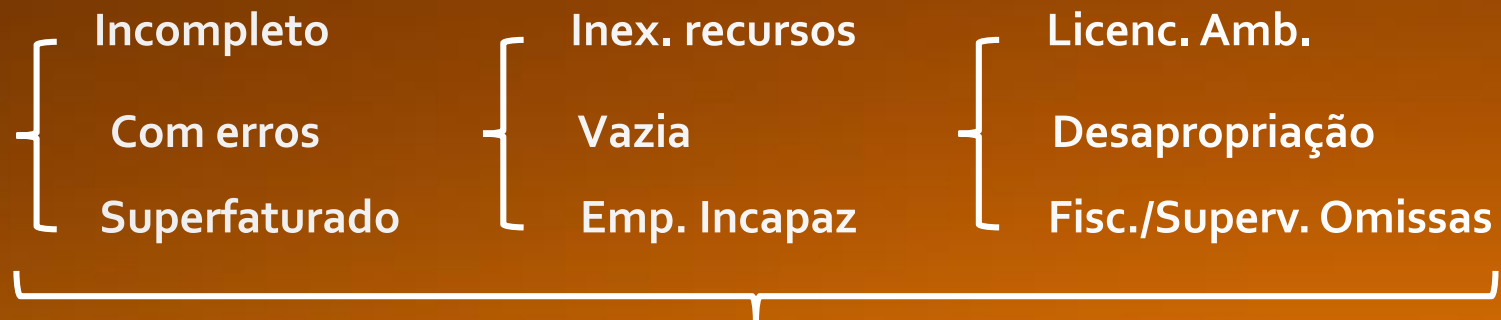 Incompleto
Com erros
Superfaturado
Inex. recursos
Vazia
Emp. Incapaz
Licenc. Amb.
Desapropriação
Fisc./Superv. Omissas